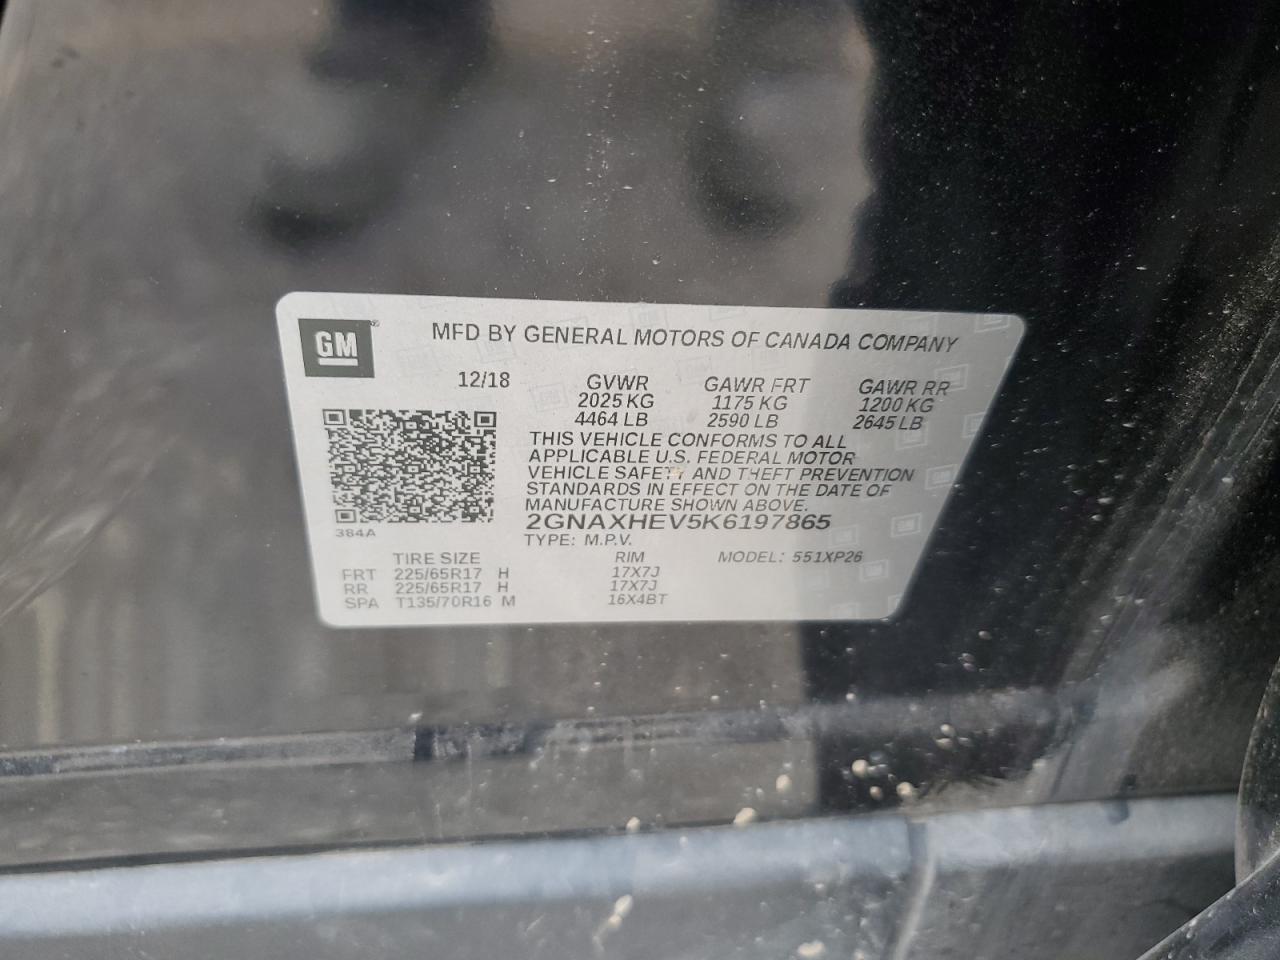 GM
MFD BY GENERAL MOTORS OF CANADA COMPANY
12/18 GVWR GAWR FRT GAWR RR
2025 KG 1175 KG 1200 KG
4464 LB 2590 LB 2645 LB
THIS VEHICLE CONFORMS TO ALL
APPLICABLE U.S. FEDERAL MOTOR
VEHICLE SAFETY AND THEFT PREVENTION
STANDARDS IN EFFECT ON THE DATE OF
MANUFACTURE SHOWN ABOVE.
2GNAXHEV5K6197865
384A
TYPE: M.P.V.
TIRE SIZE RIM MODEL: 551XP26
FRT 225/65R17 H 17X7J
RR 225/65R17 H 17X7J
SPA T135/70R16 M 16X4BT